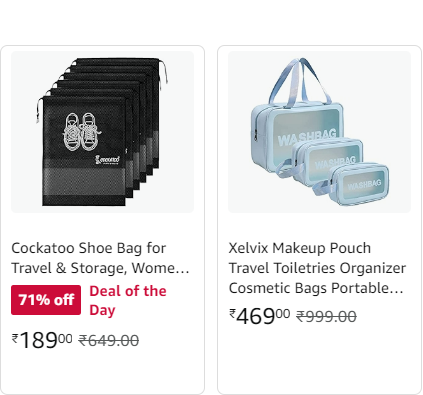 WASHBAG
WASHBAG
WASHBAG
Cockatoo Shoe Bag for
Travel & Storage, Wome...
71% off
Deal of the
Day
₹18900 ₹649.00
Xelvix Makeup Pouch
Travel Toiletries Organizer
Cosmetic Bags Portable...
₹46900 ₹999.00